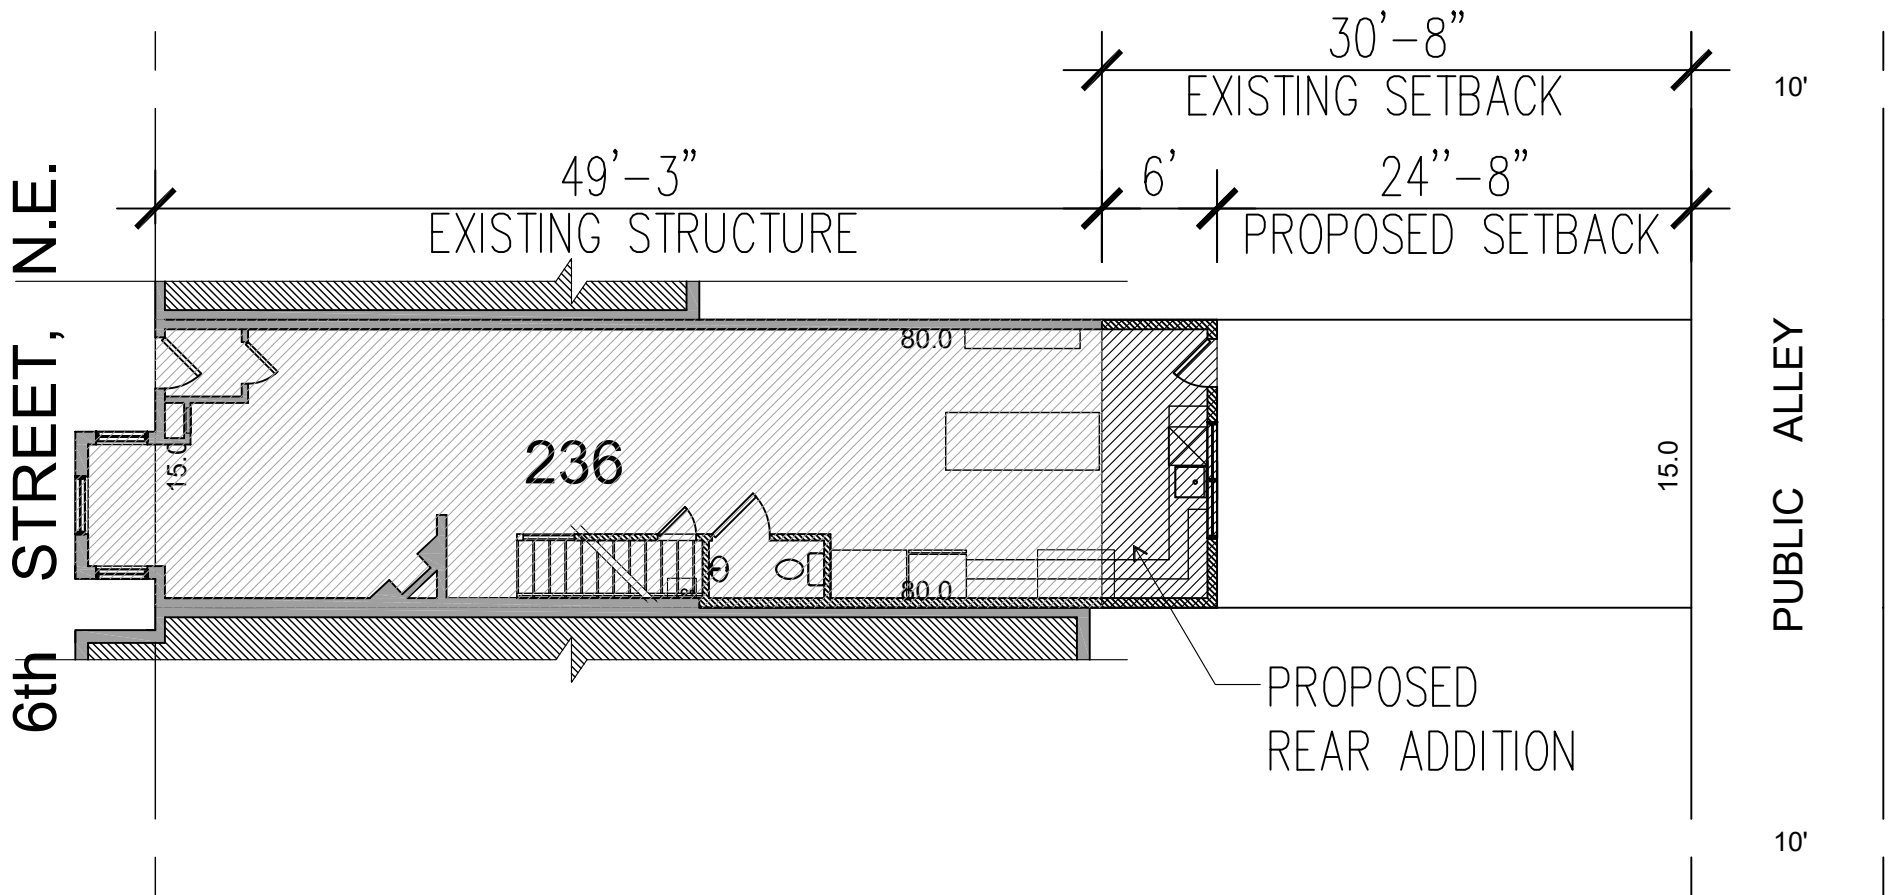 30'-8"
EXISTING SETBACK
10'
49'-3"
6'
24''-8"
EXISTING STRUCTURE
PROPOSED SETBACK
6th STREET, N.E.
80.0
236
15.0
15.0
PUBLIC ALLEY
80.0
PROPOSED
REAR ADDITION
10'